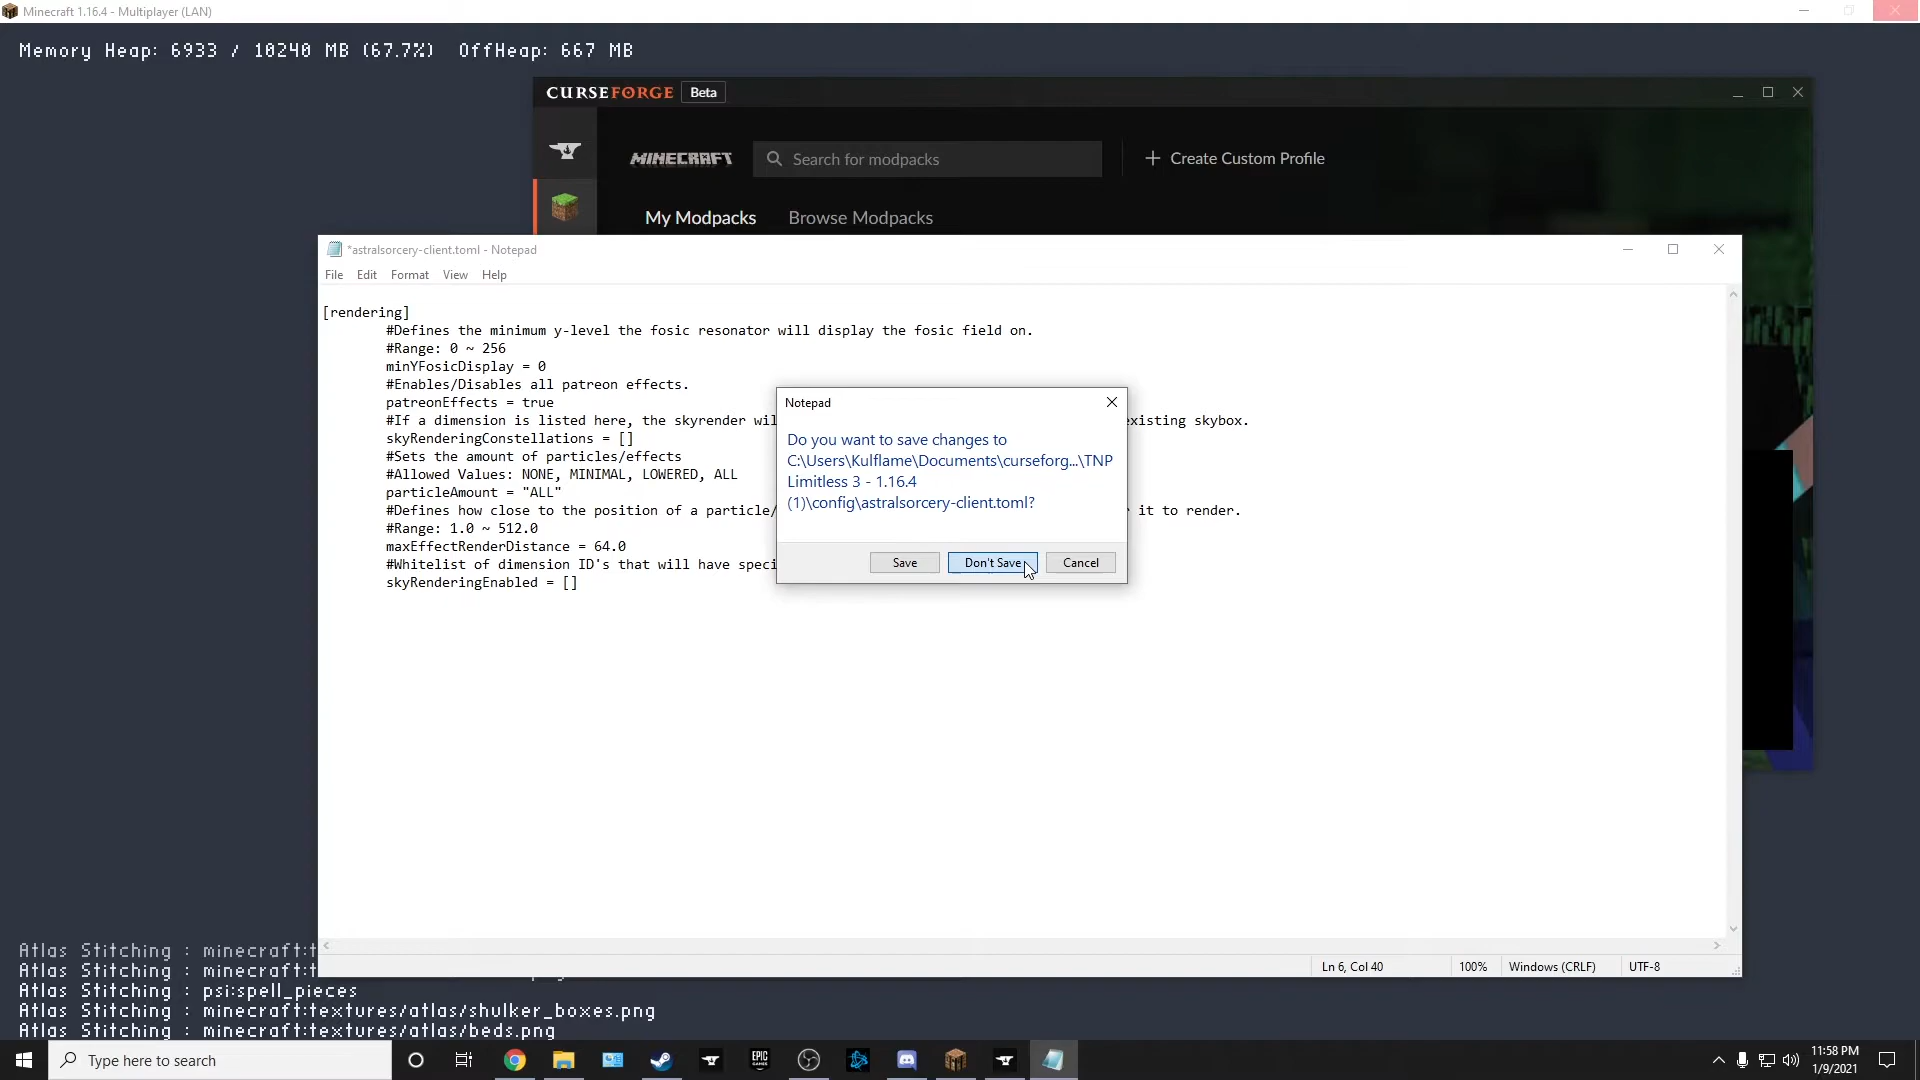 Minecraft 1.16.4 - Multiplayer (LAN)
Memory Heap: 6933 / 10240 MB (67.7%)  OffHeap: 667 MB
CURSEFORGE Beta
MINECRAFT Search for modpacks Create Custom Profile
My Modpacks Browse Modpacks
*astralsorcery-client.toml - Notepad
File Edit Format View Help
[rendering]
#Defines the minimum y-level the fosic resonator will display the fosic field on.
#Range: 0 ~ 256
minYFosicDisplay = 0
#Enables/Disables all patreon effects.
patreonEffects = true
#If a dimension is listed here, the skyrender wil existing skybox.
skyRenderingConstellations = []
#Sets the amount of particles/effects
#Allowed Values: NONE, MINIMAL, LOWERED, ALL
particleAmount = "ALL"
#Defines how close to the position of a particle/ it to render.
#Range: 1.0 ~ 512.0
maxEffectRenderDistance = 64.0
#Whitelist of dimension ID's that will have speci
skyRenderingEnabled = []
Notepad
Do you want to save changes to
C:\Users\Kulflame\Documents\curseforg...\TNP
Limitless 3 - 1.16.4
(1)\config\astralsorcery-client.toml?
Save Don't Save Cancel
Ln 6, Col 40 100% Windows (CRLF) UTF-8
Atlas Stitching : minecraft:t
Atlas Stitching : minecraft:t
Atlas Stitching : psi:spell_pieces
Atlas Stitching : minecraft:textures/atlas/shulker_boxes.png
Atlas Stitching : minecraft:textures/atlas/beds.png
Type here to search
EPIC GAMES
11:58 PM
1/9/2021